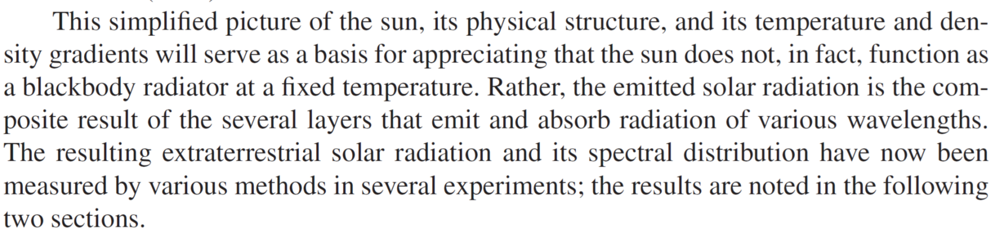 This simplified picture of the sun, its physical structure, and its temperature and den-
sity gradients will serve as a basis for appreciating that the sun does not, in fact, function as
a blackbody radiator at a fixed temperature. Rather, the emitted solar radiation is the com-
posite result of the several layers that emit and absorb radiation of various wavelengths.
The resulting extraterrestrial solar radiation and its spectral distribution have now been
measured by various methods in several experiments; the results are noted in the following
two sections.